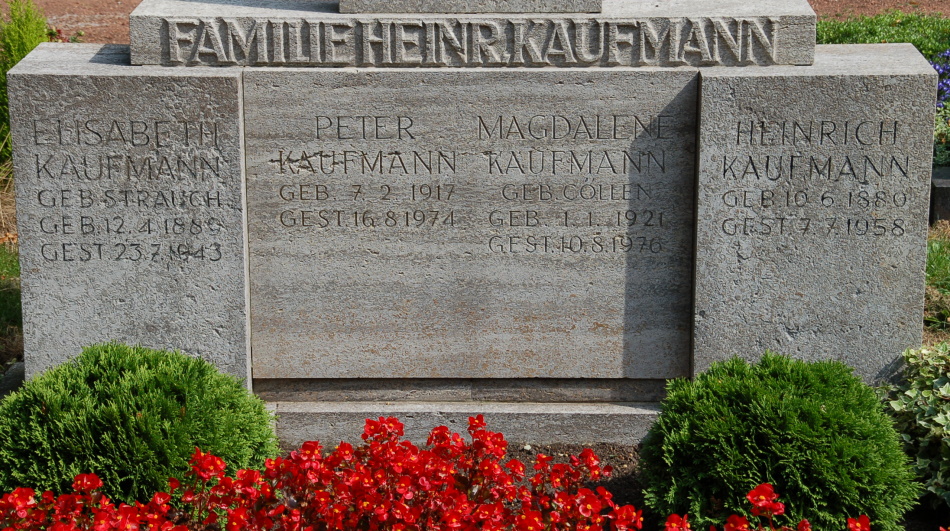 FAMILIE HEINR. KAUFMANN
ELISABETH
KAUFMANN
GEB. STRAUCH
GEB. 12.4.1889
GEST. 23.7.1943
PETER
KAUFMANN
GEB. 7. 2. 1917
GEST. 16.8.1974
MAGDALENE
KAUFMANN
GEB. CÖLLEN
GEB. 1.1.1921
GEST. 10.8.1976
HEINRICH
KAUFMANN
GEB. 10.6.1880
GEST. 7.7.1958